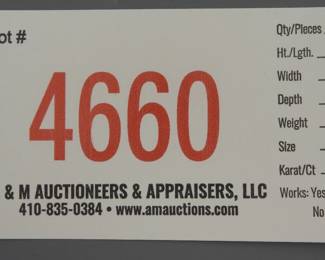 ot #
4660
& M AUCTIONEERS & APPRAISERS, LLC
410-835-0384 • www.amauctions.com
Qty/Pieces
Ht./Lgth.
Width
Depth
Weight
Size
Karat/Ct
Works: Yes
No